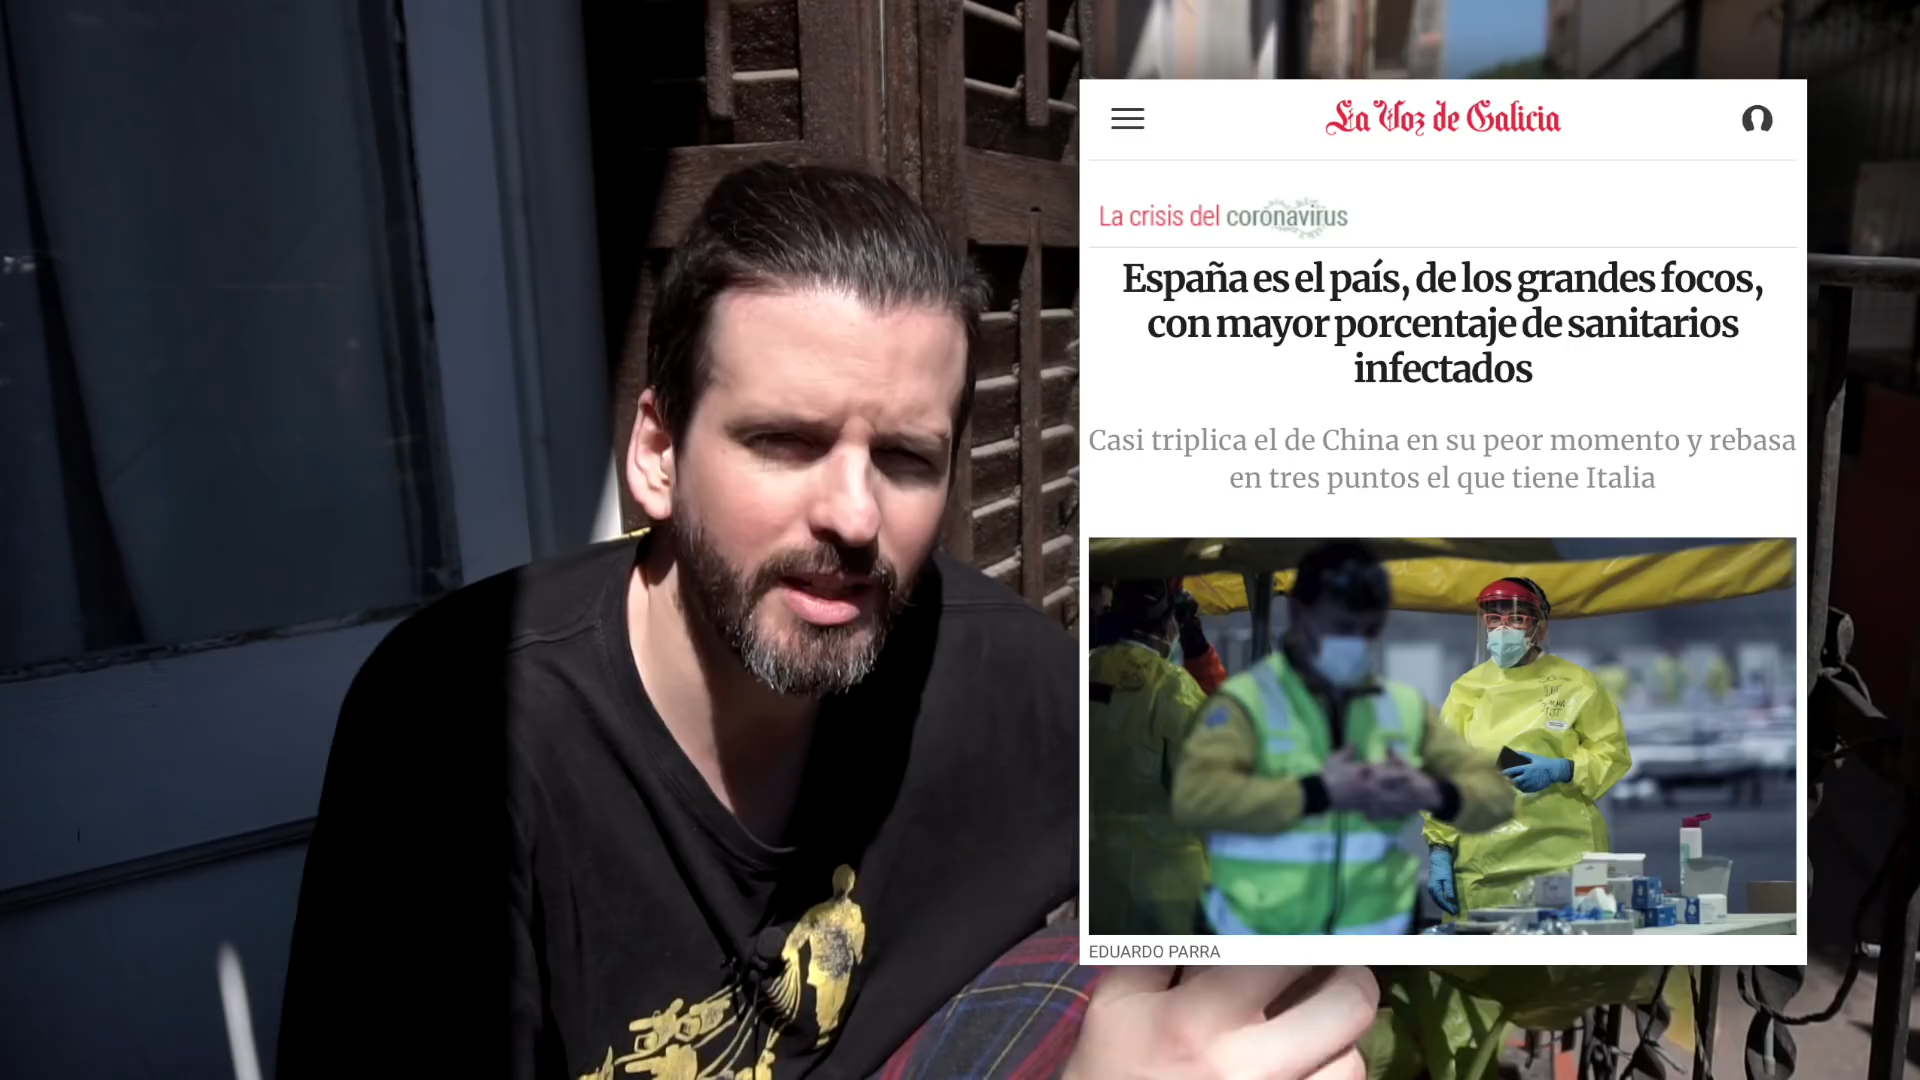 La Voz de Galicia
La crisis del coronavirus
España es el país, de los grandes focos,
con mayor porcentaje de sanitarios
infectados
Casi triplica el de China en su peor momento y rebasa
en tres puntos el que tiene Italia
EDUARDO PARRA